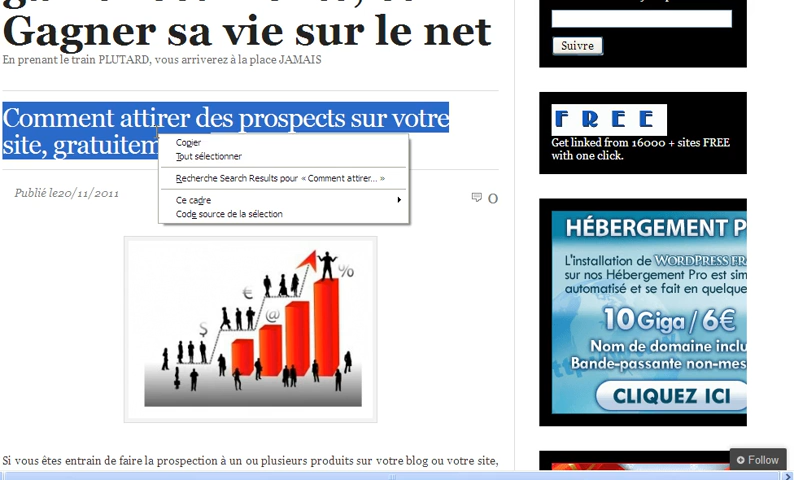 Gagner sa vie sur le net
En prenant le train PLUTARD, vous arriverez à la place JAMAIS
Comment attirer des prospects sur votre
site, gratuitem
Copier
Tout sélectionner
Recherche Search Results pour « Comment attirer... »
Ce cadre
Code source de la sélection
Publié le20/11/2011
0
$
€
@
%
Si vous êtes entrain de faire la prospection à un ou plusieurs produits sur votre blog ou votre site,
Suivre
FREE
Get linked from 16000 + sites FREE
with one click.
HÉBERGEMENT P
L'installation de WORDPRESS FR
sur nos Hébergement Pro est sim
automatisé et se fait en quelque
10 Giga / 6€
Nom de domaine inclu
Bande-passante non-mes
CLIQUEZ ICI
Follow